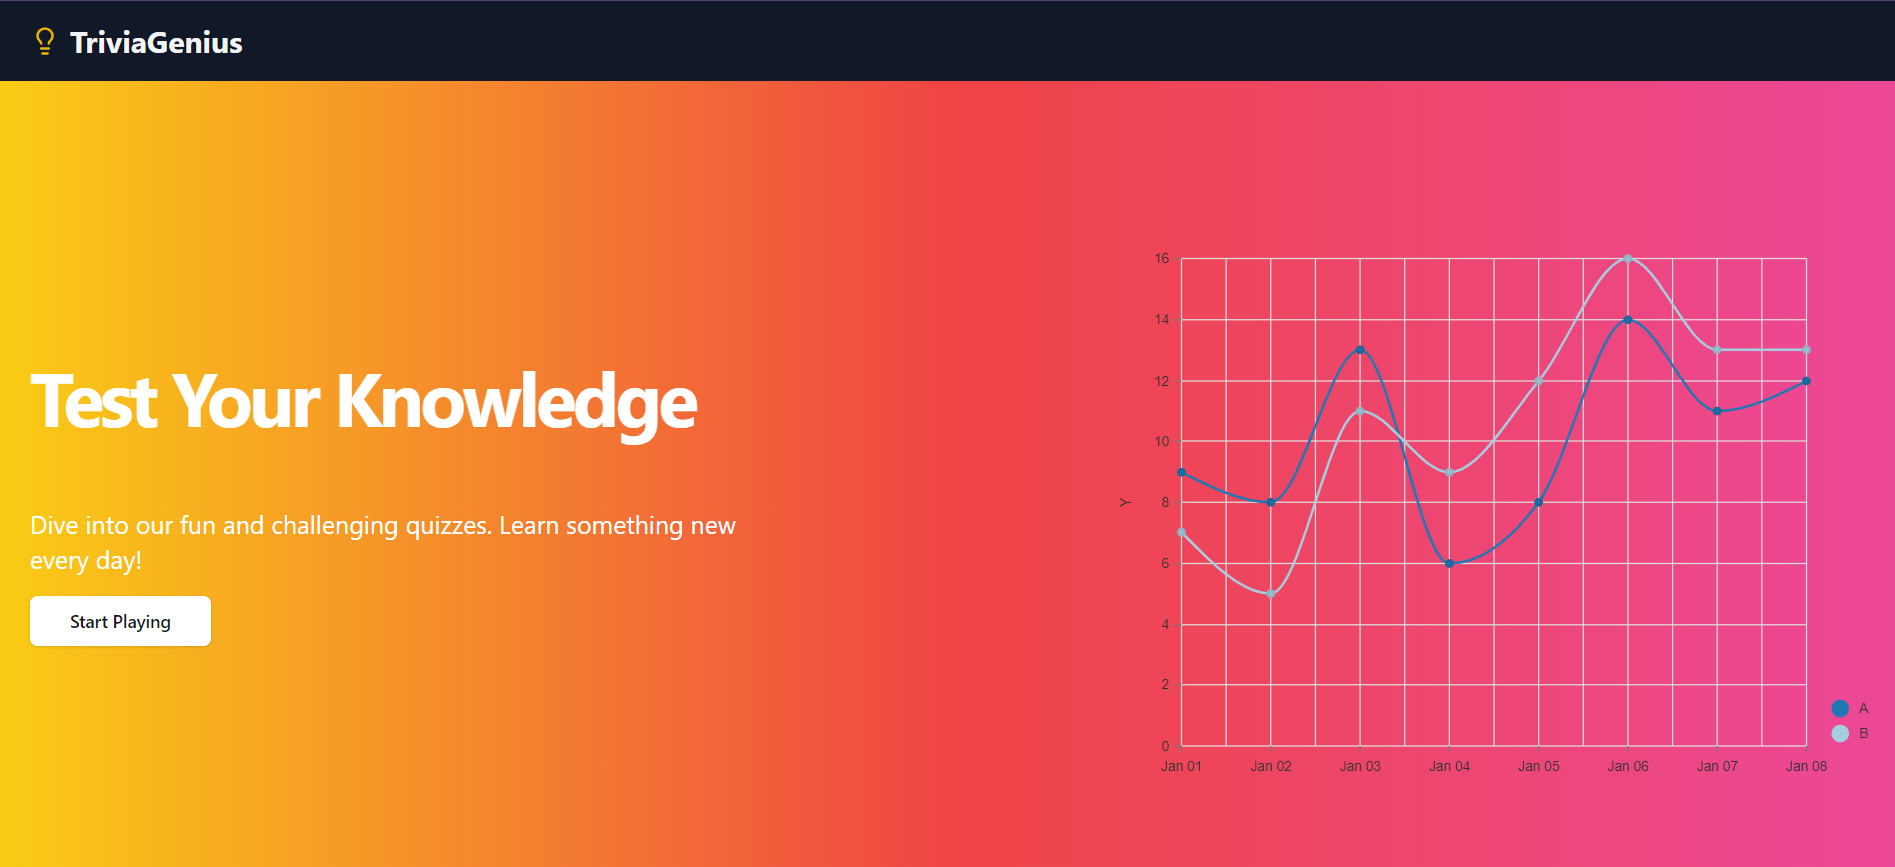 TriviaGenius
Test Your Knowledge
Dive into our fun and challenging quizzes. Learn something new
every day!
Start Playing
16
14
12
10
8
6
4
2
0
Y
Jan 01 Jan 02 Jan 03 Jan 04 Jan 05 Jan 06 Jan 07 Jan 08
A
B